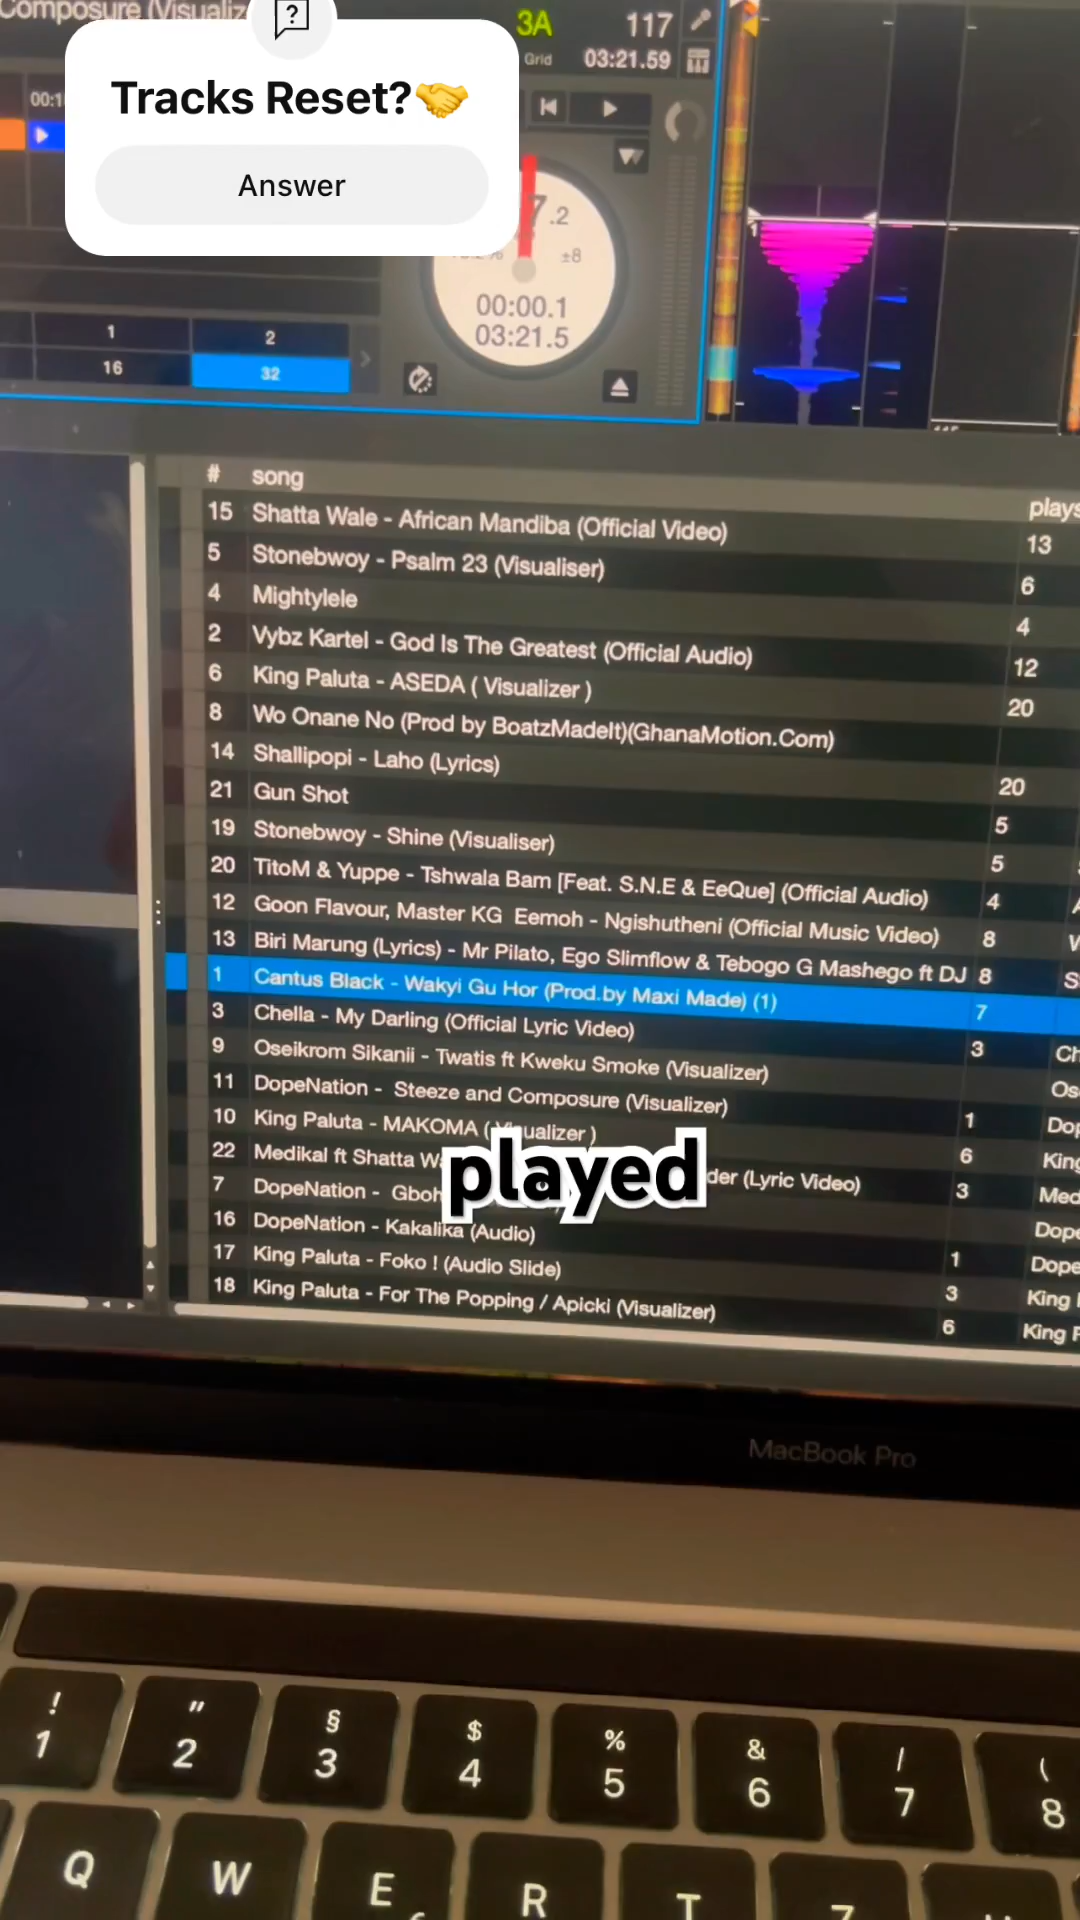 Composure (Visualiz
3A
117
Grid
03:21.59
?
Tracks Reset?🤝
Answer
7.2
±8
00:00.1
03:21.5
1
2
16
32
1
# song plays
15 Shatta Wale - African Mandiba (Official Video) 13
5 Stonebwoy - Psalm 23 (Visualiser) 6
4 Mightylele 4
2 Vybz Kartel - God Is The Greatest (Official Audio) 12
6 King Paluta - ASEDA ( Visualizer ) 20
8 Wo Onane No (Prod by BoatzMadeIt)(GhanaMotion.Com)
14 Shallipopi - Laho (Lyrics) 20
21 Gun Shot 5
19 Stonebwoy - Shine (Visualiser) 5
20 TitoM & Yuppe - Tshwala Bam [Feat. S.N.E & EeQue] (Official Audio) 4
12 Goon Flavour, Master KG Eemoh - Ngishutheni (Official Music Video) 8
13 Biri Marung (Lyrics) - Mr Pilato, Ego Slimflow & Tebogo G Mashego ft DJ 8
1 Cantus Black - Wakyi Gu Hor (Prod.by Maxi Made) (1) 7
3 Chella - My Darling (Official Lyric Video) 3 Ch
9 Oseikrom Sikanii - Twatis ft Kweku Smoke (Visualizer) Os
11 DopeNation - Steeze and Composure (Visualizer) 1 Dop
10 King Paluta - MAKOMA ( Visualizer ) 6 King
22 Medikal ft Shatta W der (Lyric Video) 3 Med
7 DopeNation - Gboh Dope
16 DopeNation - Kakalika (Audio) 1 Dope
17 King Paluta - Foko ! (Audio Slide) 3 King
18 King Paluta - For The Popping / Apicki (Visualizer) 6 King P
played
MacBook Pro
! " § $ % & / (
1 2 3 4 5 6 7 8
Q W E R T